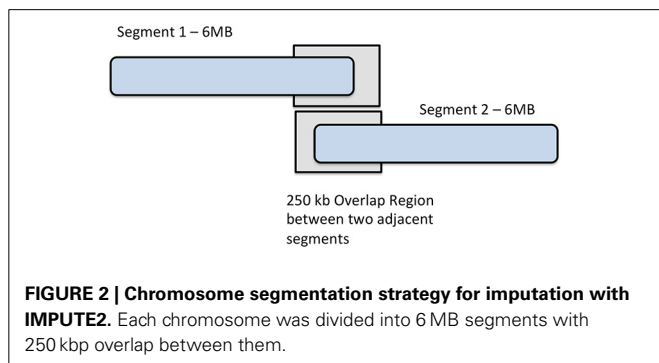 Segment 1 – 6MB
Segment 2 – 6MB
250 kb Overlap Region
between two adjacent
segments
FIGURE 2 | Chromosome segmentation strategy for imputation with
IMPUTE2. Each chromosome was divided into 6 MB segments with
250 kbp overlap between them.